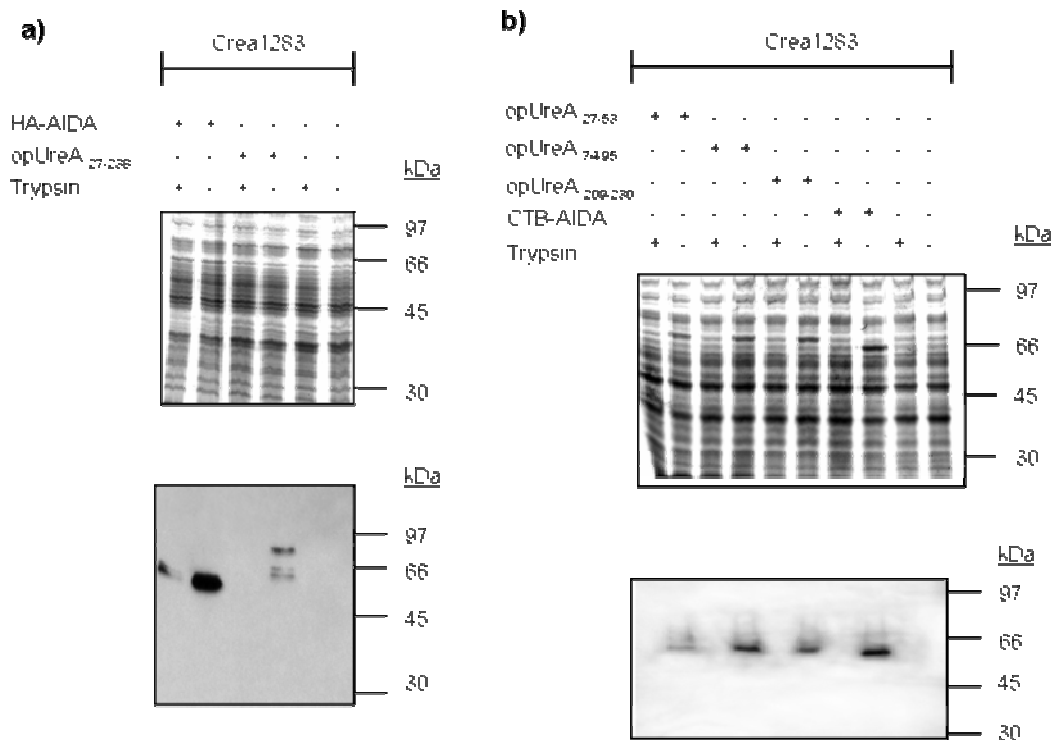 a)
Crea1283
HA-AIDA + + - - - -
opUreA 27-238 - - + + - -
Trypsin + - + - + -
kDa
97
66
45
30
kDa
97
66
45
30
b)
Crea1283
opUreA 27-53 + + - - - - - - - -
opUreA 74-95 - - + + - - - - - -
opUreA 209-230 - - - - + + - - - -
CTB-AIDA - - - - - - + + - -
Trypsin + - + - + - + - + -
kDa
97
66
45
30
kDa
97
66
45
30